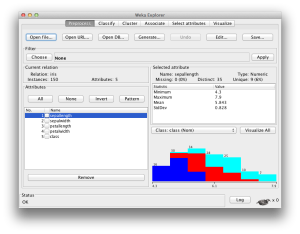 Weka Explorer
Preprocess Classify Cluster Associate Select attributes Visualize
Open file... Open URL... Open DB... Generate... Undo Edit... Save...
Filter
Choose None Apply
Current relation
Relation: iris
Instances: 150 Attributes: 5
Attributes
All None Invert Pattern
No. Name
1 sepallength
2 sepalwidth
3 petallength
4 petalwidth
5 class
Remove
Selected attribute
Name: sepallength Type: Numeric
Missing: 0 (0%) Distinct: 35 Unique: 9 (6%)
Statistic Value
Minimum 4.3
Maximum 7.9
Mean 5.843
StdDev 0.828
Class: class (Nom) Visualize All
4.3 6.1 7.9
Status
OK
Log x 0